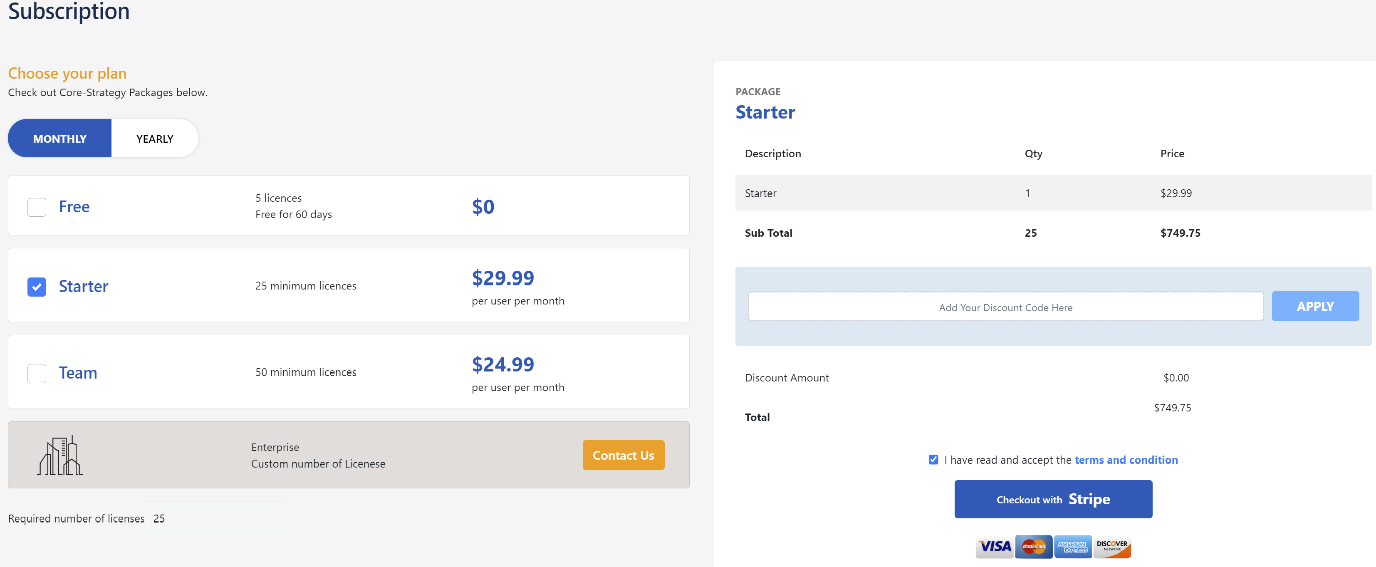 Subscription
Choose your plan
Check out Core-Strategy Packages below.
MONTHLY YEARLY
Free
5 licences
Free for 60 days
$0
Starter
25 minimum licences
$29.99
per user per month
Team
50 minimum licences
$24.99
per user per month
Enterprise
Custom number of Licenese
Contact Us
Required number of licenses 25
PACKAGE
Starter
Description Qty Price
Starter 1 $29.99
Sub Total 25 $749.75
Add Your Discount Code Here APPLY
Discount Amount $0.00
Total $749.75
I have read and accept the terms and condition
Checkout with Stripe
VISA MasterCard AMERICAN EXPRESS DISCOVER NETWORK